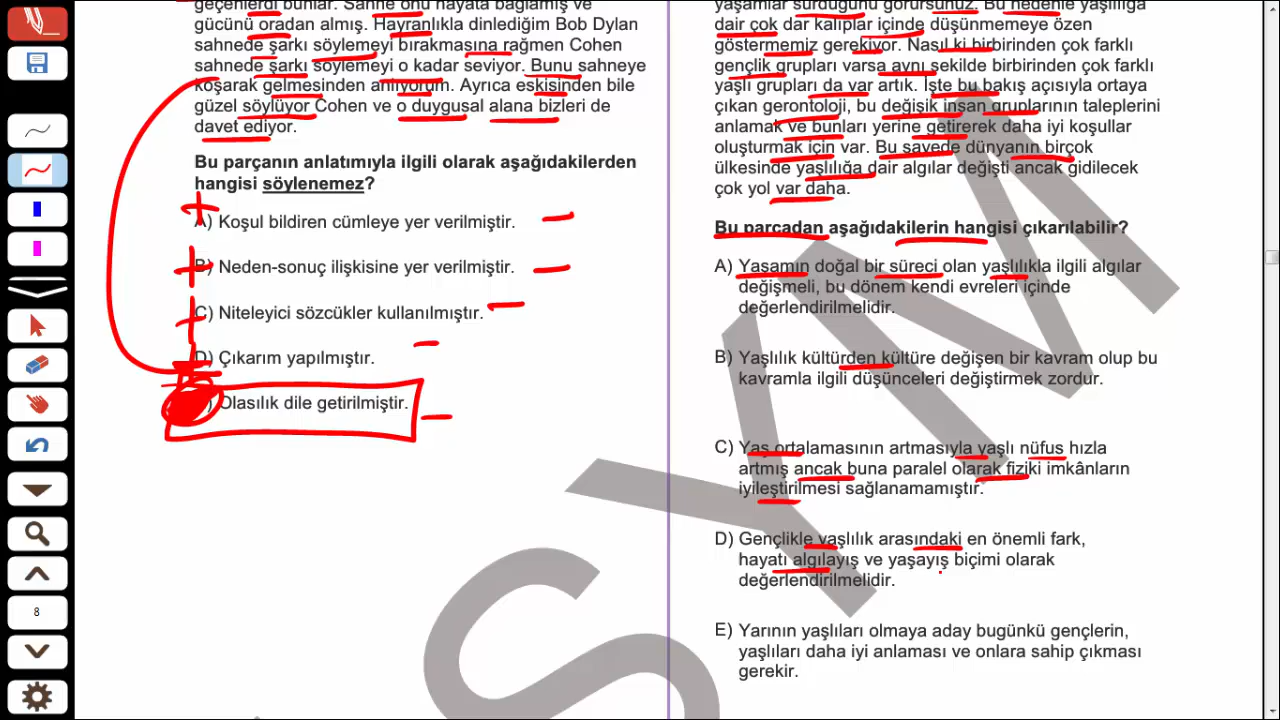 geçenlerdi bunlar. Sahne onu hayata bağlamış ve
gücünü oradan almış. Hayranlıkla dinlediğim Bob Dylan
sahnede şarkı söylemeyi bırakmasına rağmen Cohen
sahnede şarkı söylemeyi o kadar seviyor. Bunu sahneye
koşarak gelmesinden anlıyorum. Ayrıca eskisinden bile
güzel söylüyor Cohen ve o duygusal alana bizleri de
davet ediyor.
Bu parçanın anlatımıyla ilgili olarak aşağıdakilerden
hangisi söylenemez?
A) Koşul bildiren cümleye yer verilmiştir.
B) Neden-sonuç ilişkisine yer verilmiştir.
C) Niteleyici sözcükler kullanılmıştır.
D) Çıkarım yapılmıştır.
) Olasılık dile getirilmiştir.
yaşamlar sürdüğünü görürsünüz. Bu nedenle yaşlılığa
dair çok dar kalıplar içinde düşünmemeye özen
göstermemiz gerekiyor. Nasıl ki birbirinden çok farklı
gençlik grupları varsa aynı şekilde birbirinden çok farklı
yaşlı grupları da var artık. İşte bu bakış açısıyla ortaya
çıkan gerontoloji, bu değişik insan gruplarının taleplerini
anlamak ve bunları yerine getirerek daha iyi koşullar
oluşturmak için var. Bu sayede dünyanın birçok
ülkesinde yaşlılığa dair algılar değişti ancak gidilecek
çok yol var daha.
Bu parçadan aşağıdakilerin hangisi çıkarılabilir?
A) Yaşamın doğal bir süreci olan yaşlılıkla ilgili algılar
değişmeli, bu dönem kendi evreleri içinde
değerlendirilmelidir.
B) Yaşlılık kültürden kültüre değişen bir kavram olup bu
kavramla ilgili düşünceleri değiştirmek zordur.
C) Yaş ortalamasının artmasıyla yaşlı nüfus hızla
artmış ancak buna paralel olarak fiziki imkânların
iyileştirilmesi sağlanamamıştır.
D) Gençlikle yaşlılık arasındaki en önemli fark,
hayatı algılayış ve yaşayış biçimi olarak
değerlendirilmelidir.
E) Yarının yaşlıları olmaya aday bugünkü gençlerin,
yaşlıları daha iyi anlaması ve onlara sahip çıkması
gerekir.
8
SYM